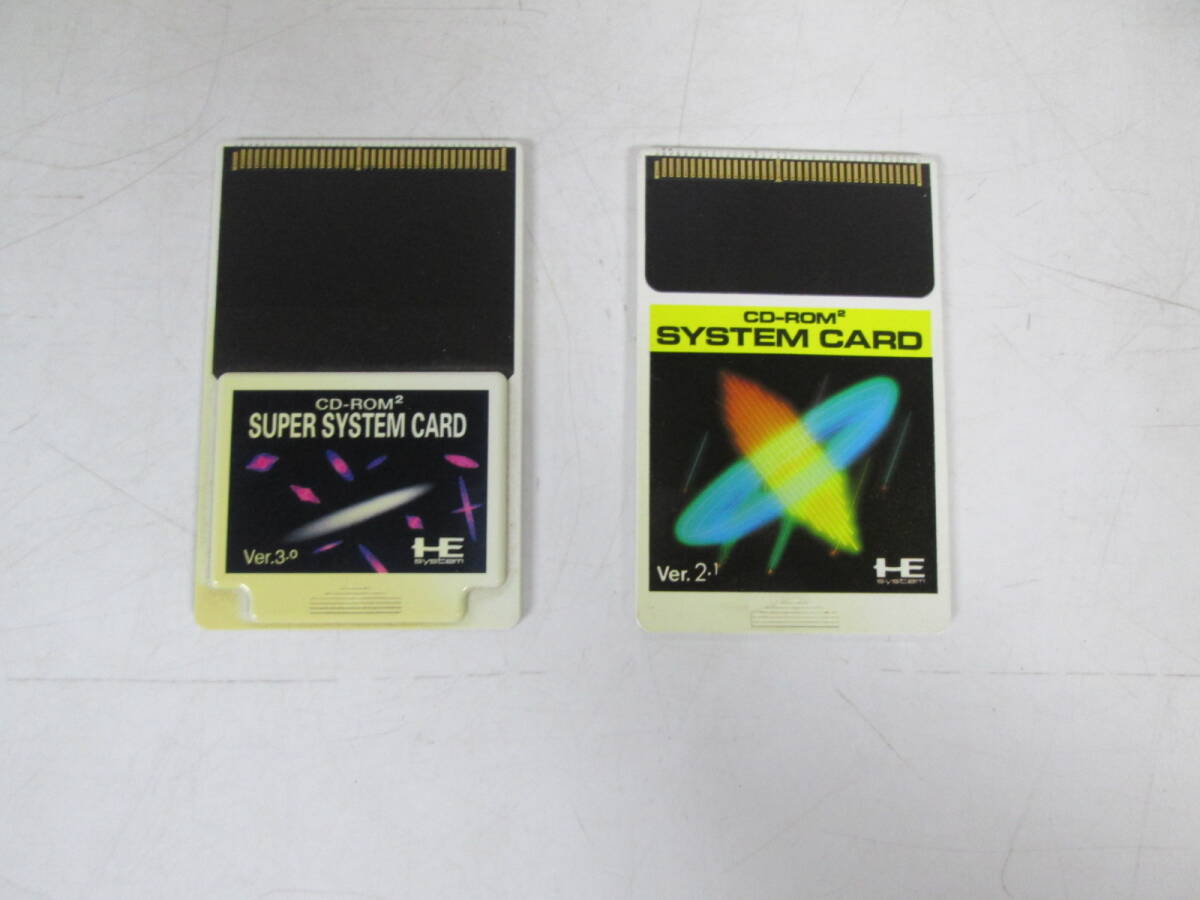 CD-ROM²
SUPER SYSTEM CARD
Ver.3.0
HE
system
CD-ROM²
SYSTEM CARD
Ver. 2.1
HE
system